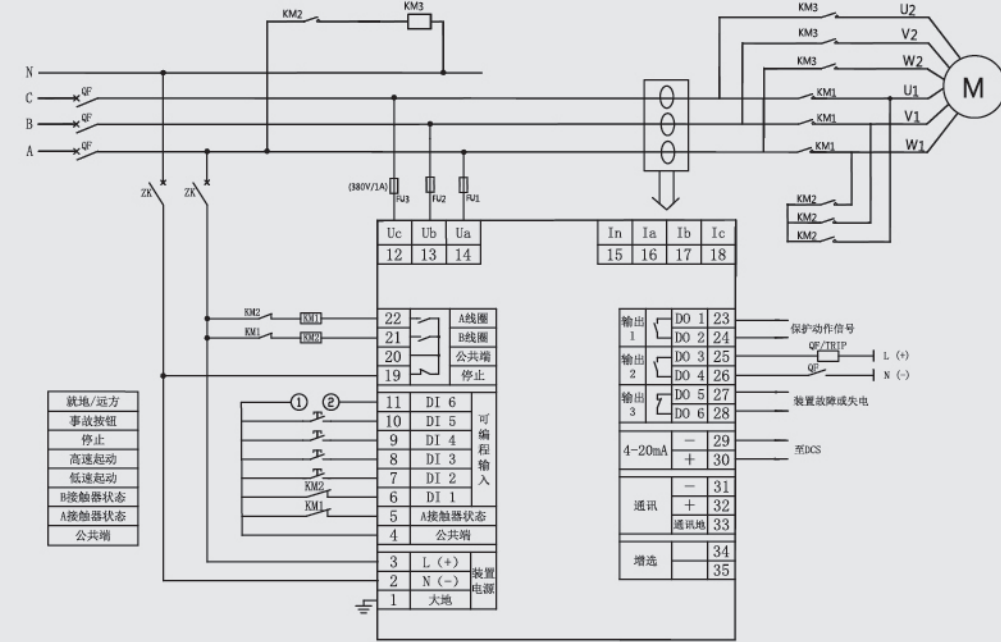 KM2
KM3
N
C
QF
B
QF
A
QF
KM3
U2
KM3
V2
KM3
W2
KM1
U1
KM1
V1
KM1
W1
M
KM2
KM2
KM2
ZK
ZK
(380V/1A)
FU3
FU2
FU1
Uc Ub Ua
12 13 14
In Ia Ib Ic
15 16 17 18
KM2 KM1 22 A线圈
KM1 KM2 21 B线圈
20 公共端
19 停止
① ② 11 DI 6
10 DI 5
9 DI 4
8 DI 3
7 DI 2
KM2 6 DI 1
可编程输入
KM1 5 A接触器状态
4 公共端
3 L (+)
2 N (-)
装置电源
1 大地
就地/远方
事故按钮
停止
高速起动
低速起动
B接触器状态
A接触器状态
公共端
输出1
DO 1 23
DO 2 24
保护动作信号
输出2
DO 3 25
DO 4 26
QF/TRIP
L (+)
QF
N (-)
输出3
DO 5 27
DO 6 28
装置故障或失电
4-20mA
- 29
+ 30
至DCS
通讯
- 31
+ 32
通讯地 33
增选
34
35